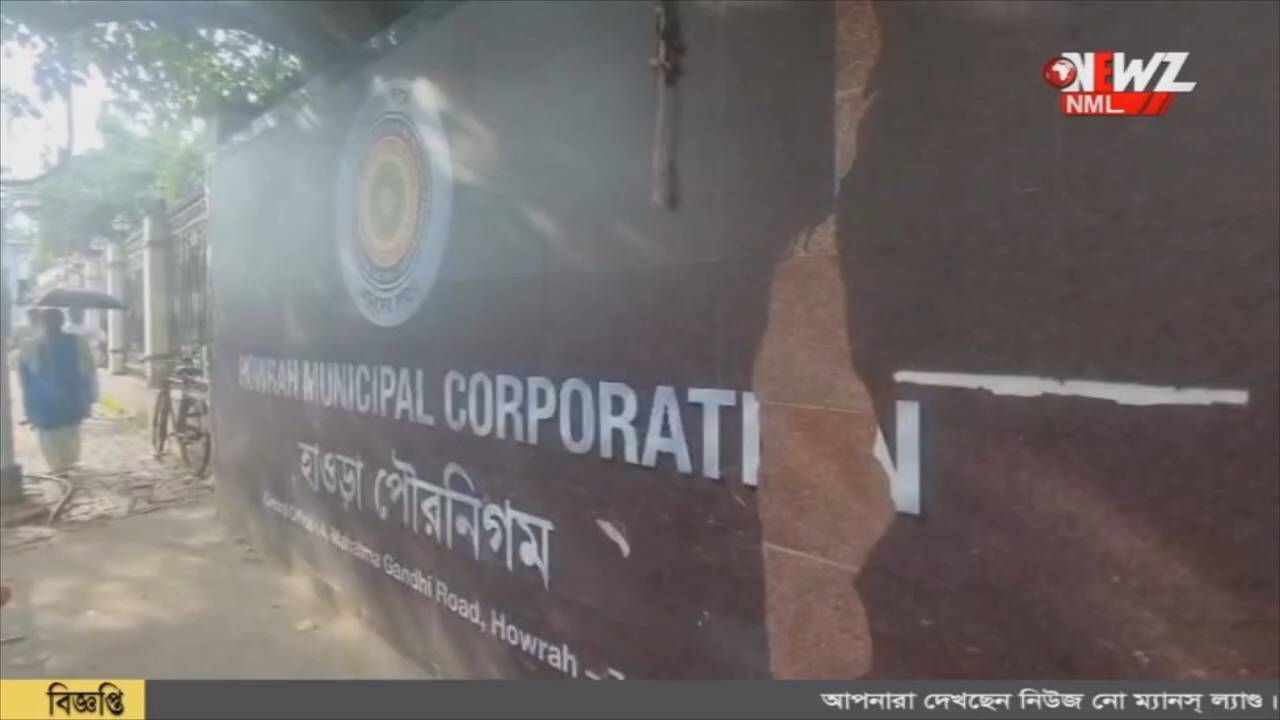 NEWZ
NML
HOWRAH MUNICIPAL CORPORATI N
হাওড়া পৌরনিগম
Mahatma Gandhi Road, Howrah -
বিজ্ঞপ্তি
আপনারা দেখছেন নিউজ নো ম্যানস্ ল্যাণ্ড।